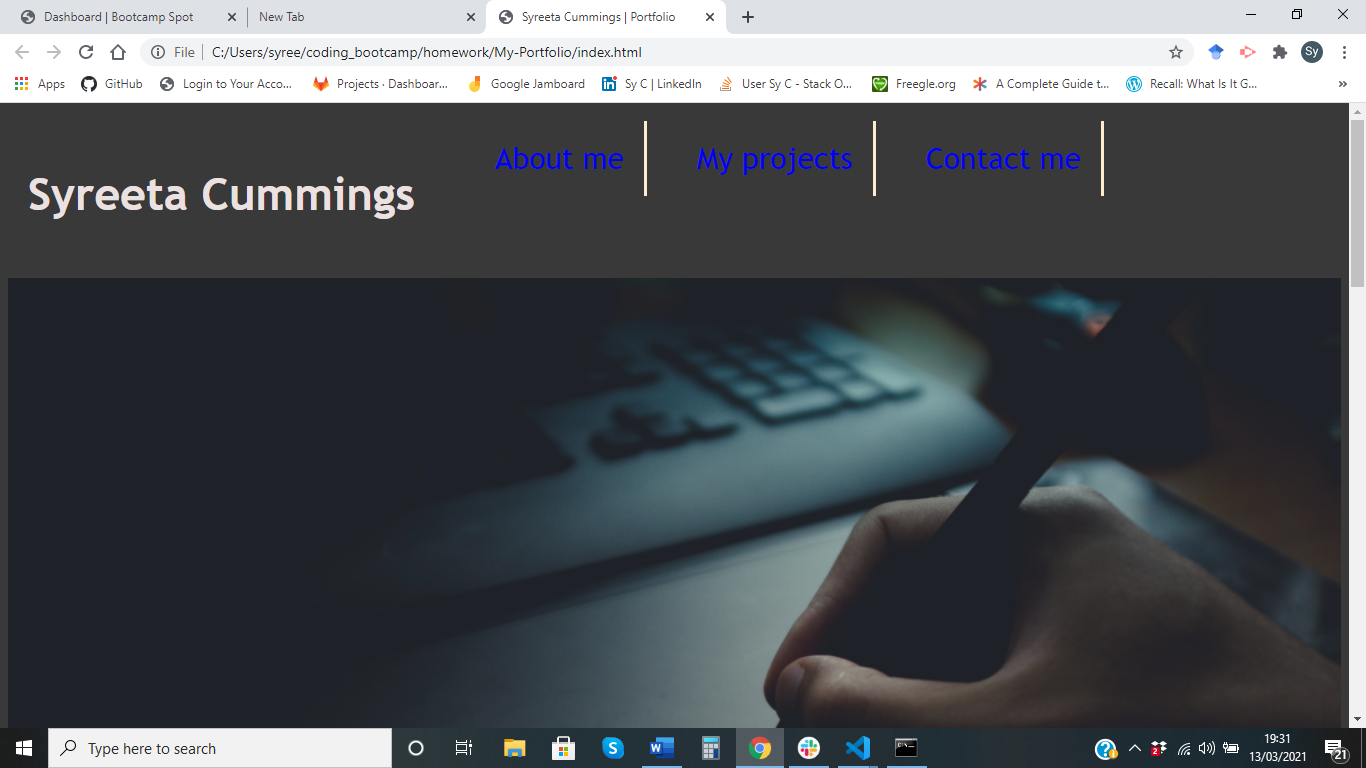 Dashboard | Bootcamp Spot
New Tab
Syreeta Cummings | Portfolio
File C:/Users/syree/coding_bootcamp/homework/My-Portfolio/index.html
Sy
Apps GitHub Login to Your Acco... Projects · Dashboar... Google Jamboard Sy C | LinkedIn User Sy C - Stack O... Freegle.org A Complete Guide t... Recall: What Is It G... »
About me My projects Contact me
Syreeta Cummings
Type here to search
19:31
13/03/2021
21